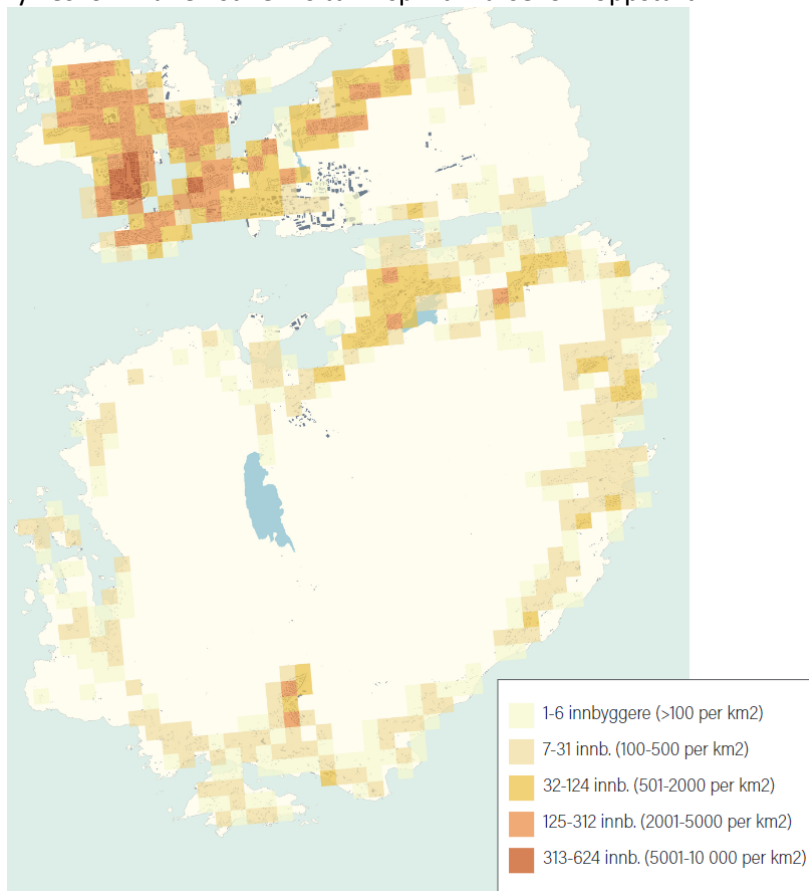 1-6 innbyggere (>100 per km2)
7-31 innb. (100-500 per km2)
32-124 innb. (501-2000 per km2)
125-312 innb. (2001-5000 per km2)
313-624 innb. (5001-10 000 per km2)